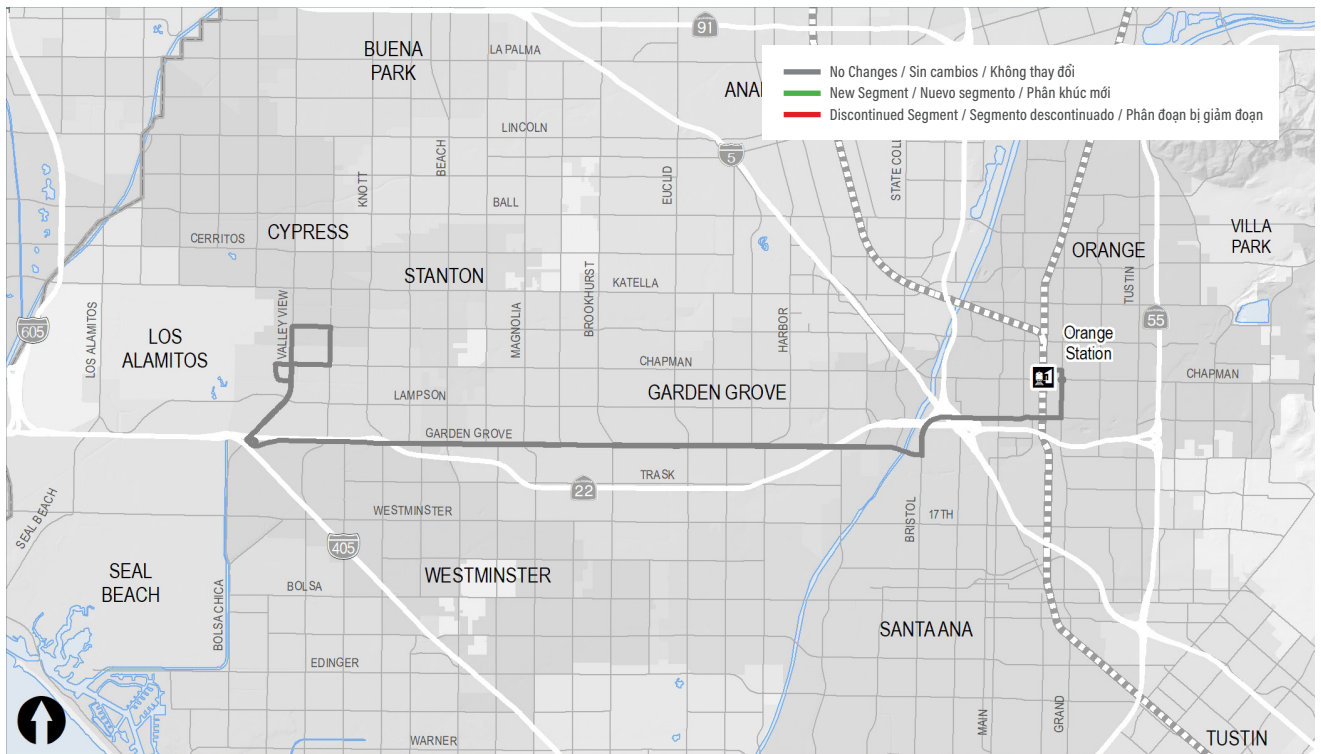 91
BUENA
PARK
LA PALMA
No Changes / Sin cambios / Không thay đổi
New Segment / Nuevo segmento / Phân khúc mới
Discontinued Segment / Segmento descontinuado / Phân đoạn bị giảm đoạn
ANA
LINCOLN
5
BEACH
KNOTT
EUCLID
STATE COLL
BALL
CERRITOS
CYPRESS
VILLA
PARK
ORANGE
STANTON
KATELLA
TUSTIN
BROOKHURST
MAGNOLIA
HARBOR
VALLEY VIEW
LOS ALAMITOS
605
55
LOS
ALAMITOS
Orange
Station
CHAPMAN
CHAPMAN
LAMPSON
GARDEN GROVE
GARDEN GROVE
TRASK
22
SEAL BEACH
WESTMINSTER
17TH
BRISTOL
405
SEAL
BEACH
BOLSA
WESTMINSTER
BOLSA CHICA
SANTA ANA
EDINGER
MAIN
GRAND
WARNER
TUSTIN